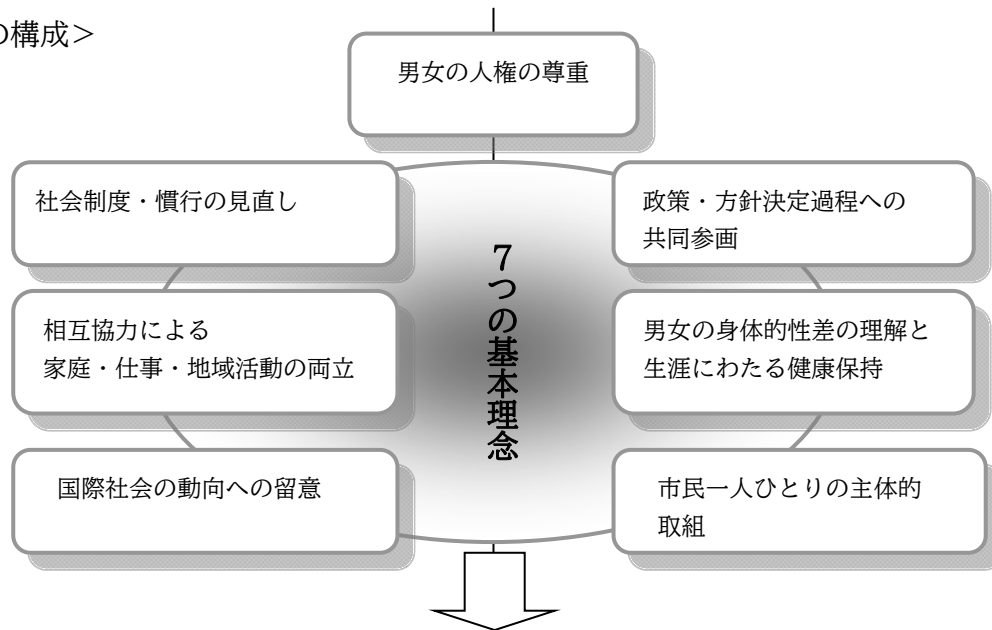 の構成＞
男女の人権の尊重
社会制度・慣行の見直し
政策・方針決定過程への
共同参画
7つの基本理念
相互協力による
家庭・仕事・地域活動の両立
男女の身体的性差の理解と
生涯にわたる健康保持
国際社会の動向への留意
市民一人ひとりの主体的
取組